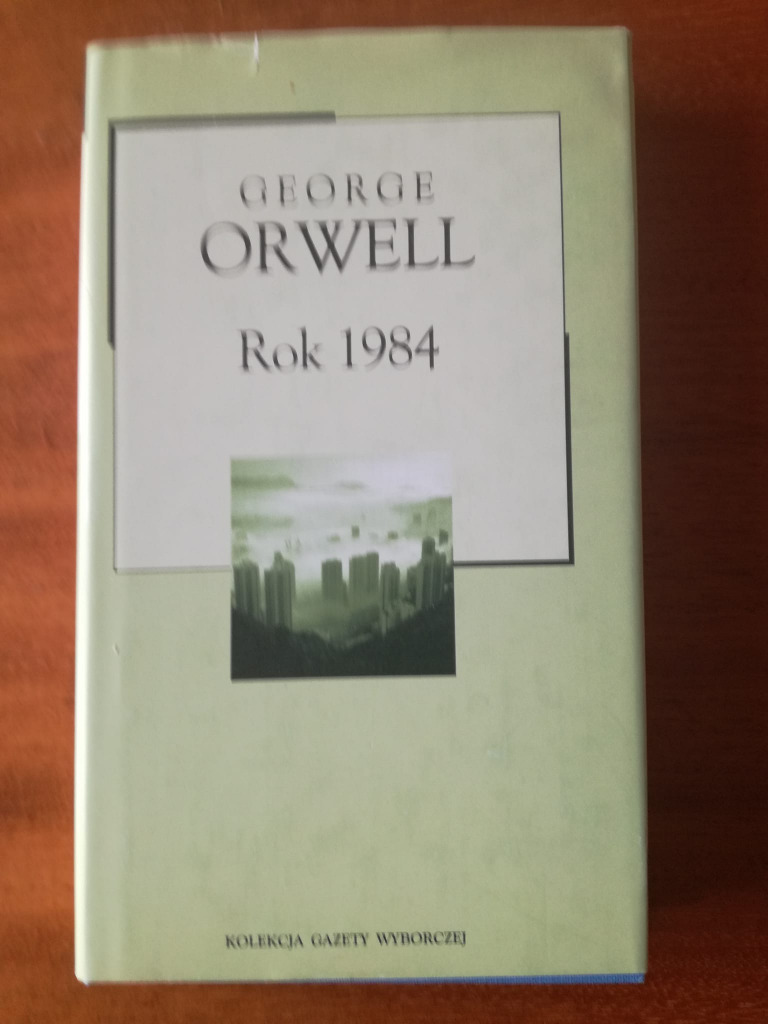 GEORGE
ORWELL
Rok 1984
KOLEKCJA GAZETY WYBORCZEJ